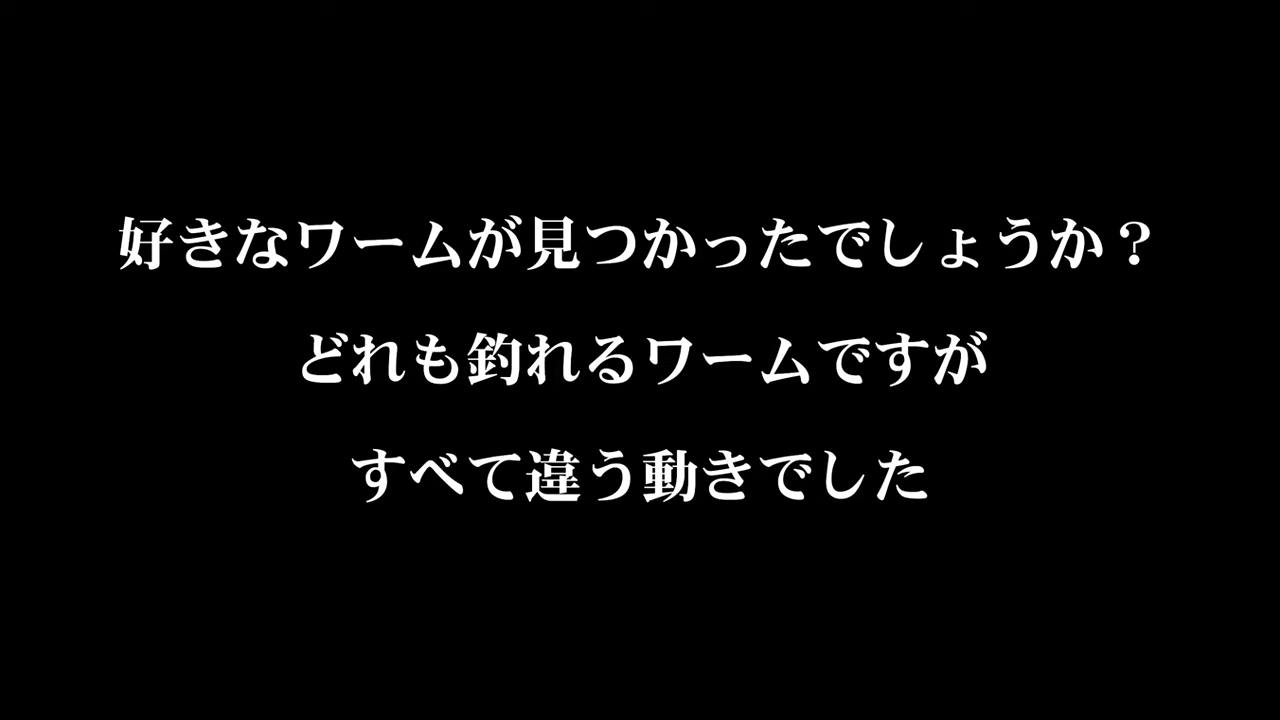 好きなワームが見つかったでしょうか？
どれも釣れるワームですが
すべて違う動きでした